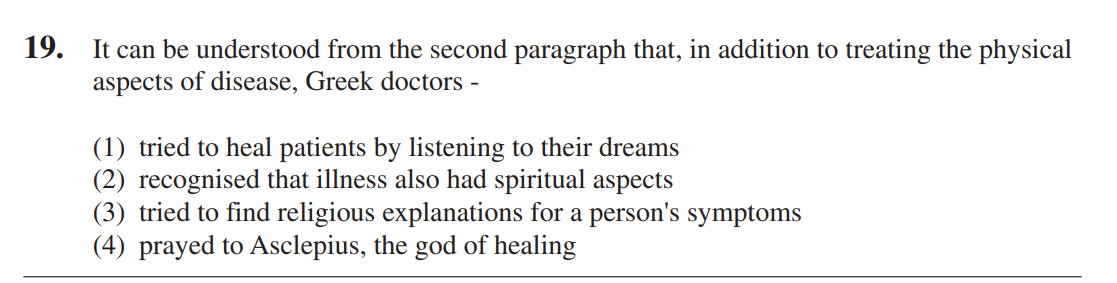 19. It can be understood from the second paragraph that, in addition to treating the physical
aspects of disease, Greek doctors -
(1) tried to heal patients by listening to their dreams
(2) recognised that illness also had spiritual aspects
(3) tried to find religious explanations for a person's symptoms
(4) prayed to Asclepius, the god of healing